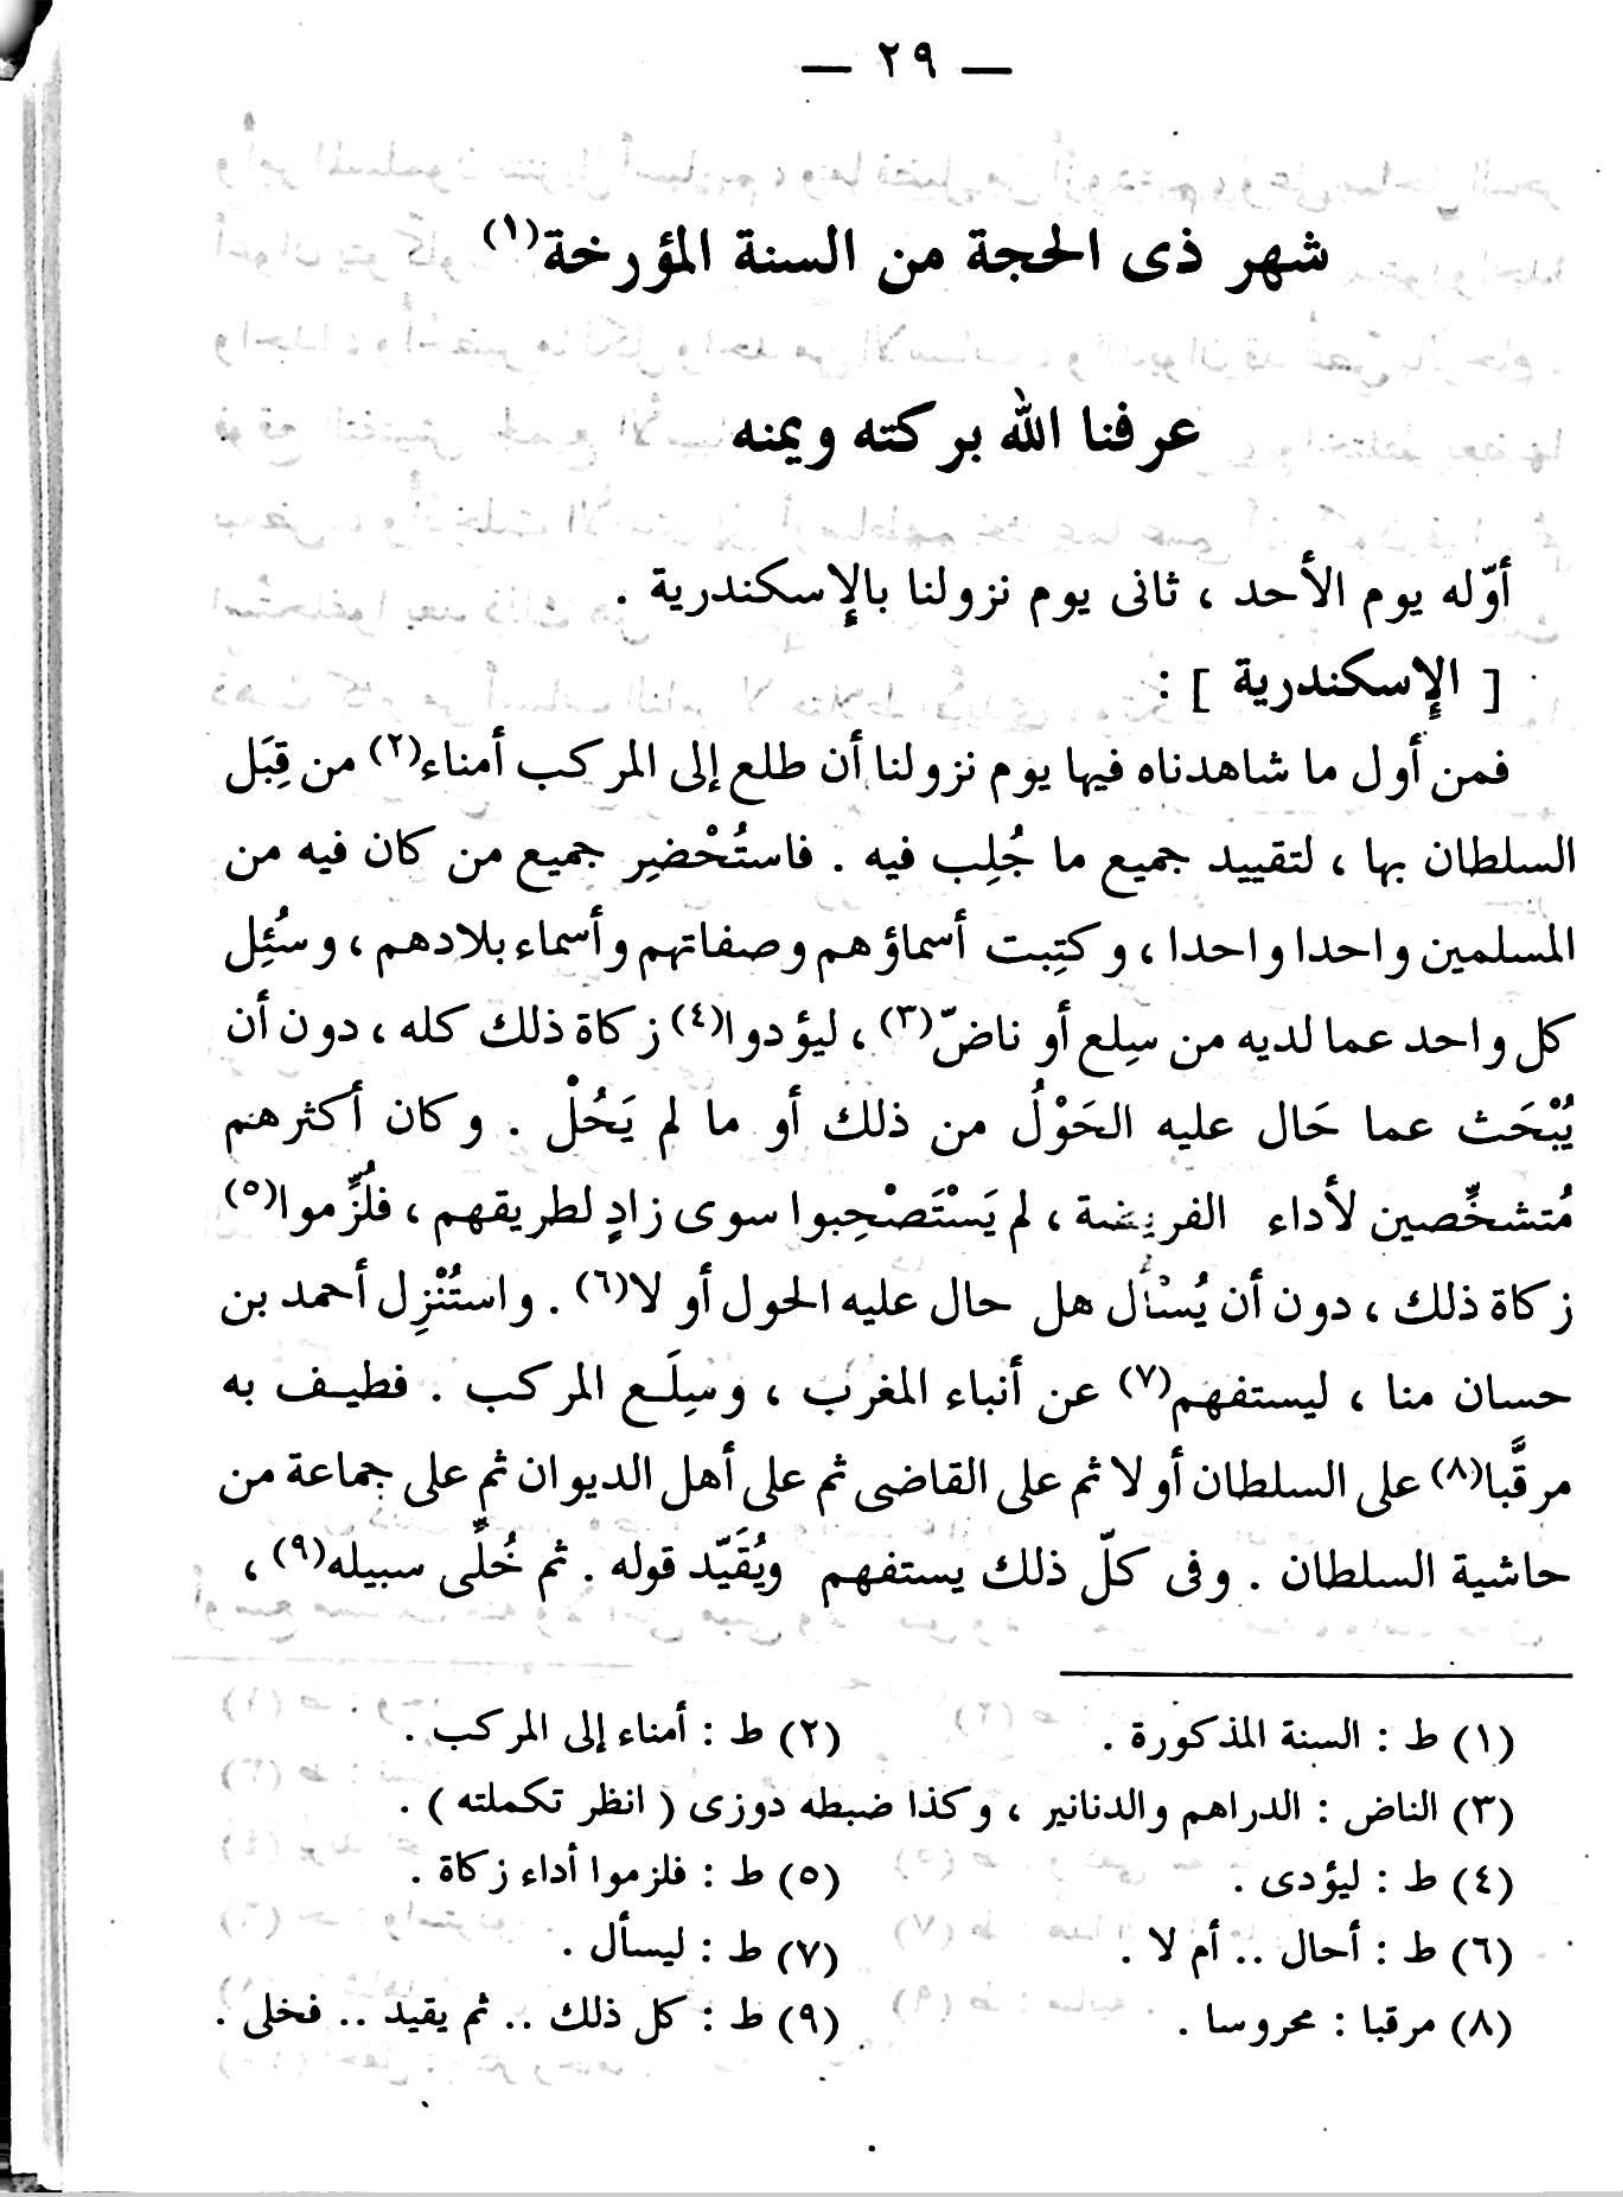 — ٢٩ —
شهر ذى الحجة من السنة المؤرخة(١)
عرفنا الله بركته ويمنه
أوّله يوم الأحد ، ثانى يوم نزولنا بالإسكندرية .
[ الإسكندرية ] :
فمن أول ما شاهدناه فيها يوم نزولنا أن طلع إلى المركب أمناء(٢) من قِبَل
السلطان بها ، لتقييد جميع ما جُلِب فيه . فاستُحْضِر جميع من كان فيه من
المسلمين واحدا واحدا ، وكتِبت أسماؤهم وصفاتهم وأسماء بلادهم ، وسُئِل
كل واحد عما لديه من سِلع أو ناضّ(٣) ، ليؤدوا(٤) زكاة ذلك كله ، دون أن
يُبْحَث عما حَال عليه الحَوْلُ من ذلك أو ما لم يَحُلْ . وكان أكثرهم
مُتشخِّصين لأداء الفريضة ، لم يَسْتَصْحِبوا سوى زادٍ لطريقهم ، فلُزِّموا(٥)
زكاة ذلك ، دون أن يُسْأل هل حال عليه الحول أو لا(٦) . واستُنْزِل أحمد بن
حسان منا ، ليستفهم(٧) عن أنباء المغرب ، وسِلَع المركب . فطيف به
مرقَّبا(٨) على السلطان أولا ثم على القاضى ثم على أهل الديوان ثم على جماعة من
حاشية السلطان . وفى كلّ ذلك يستفهم ويُقَيّد قوله . ثم خُلِّى سبيله(٩) ،
(١) ط : السنة المذكورة .
(٢) ط : أمناء إلى المركب .
(٣) الناض : الدراهم والدنانير ، وكذا ضبطه دوزى ( انظر تكملته ) .
(٤) ط : ليؤدى .
(٥) ط : فلزموا أداء زكاة .
(٦) ط : أحال .. أم لا .
(٧) ط : ليسأل .
(٨) مرقبا : محروسا .
(٩) ط : كل ذلك .. ثم يقيد .. فخلى .